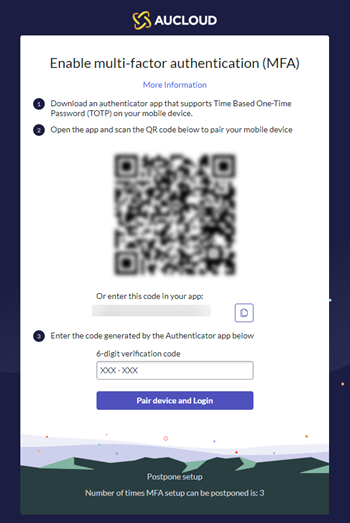 AUCLOUD
Enable multi-factor authentication (MFA)
More Information
1 Download an authenticator app that supports Time Based One-Time
Password (TOTP) on your mobile device.
2 Open the app and scan the QR code below to pair your mobile device
Or enter this code in your app:
3 Enter the code generated by the Authenticator app below
6-digit verification code
XXX - XXX
Pair device and Login
Postpone setup
Number of times MFA setup can be postponed is: 3